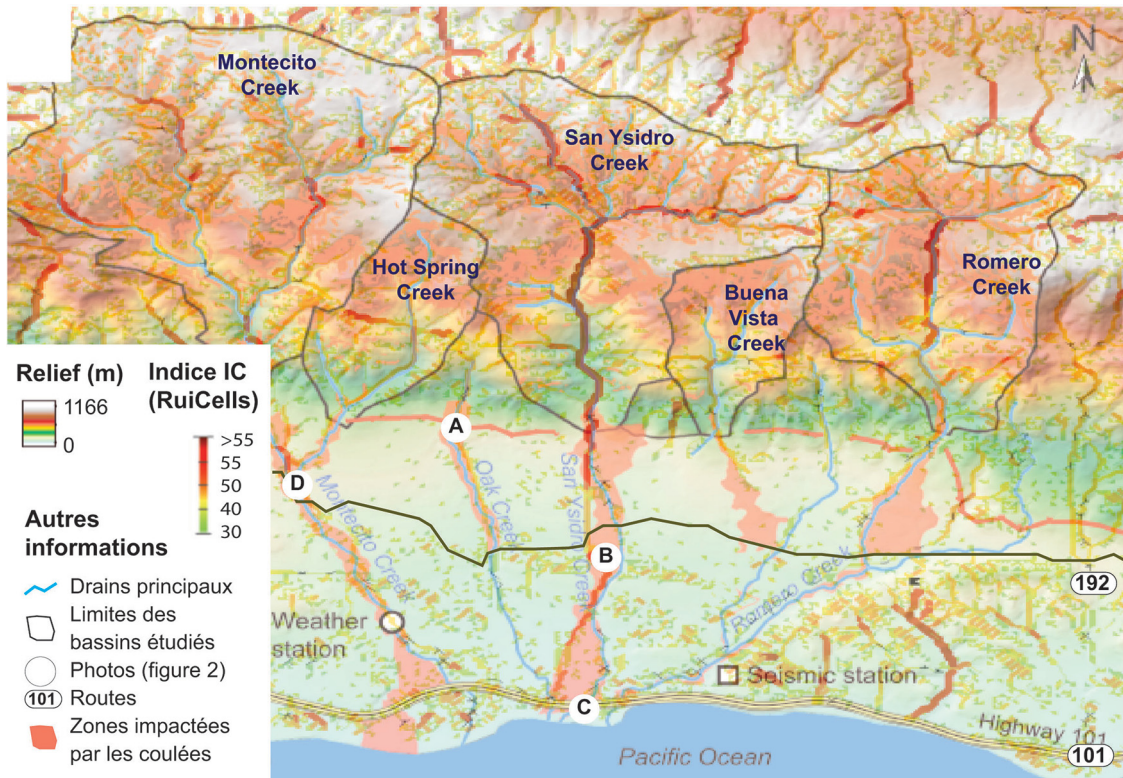 Montecito
Creek
San Ysidro
Creek
N
Hot Spring
Creek
Buena
Vista
Creek
Romero
Creek
Relief (m)
1166
0
Indice IC
(RuiCells)
>55
55
50
40
30
A
D
Montecito Creek
Oak Creek
San Ysidro Creek
B
Romero Creek
192
Autres
informations
Drains principaux
Limites des
bassins étudiés
Photos (figure 2)
101 Routes
Zones impactées
par les coulées
Weather
station
Seismic station
C
Highway 101
101
Pacific Ocean